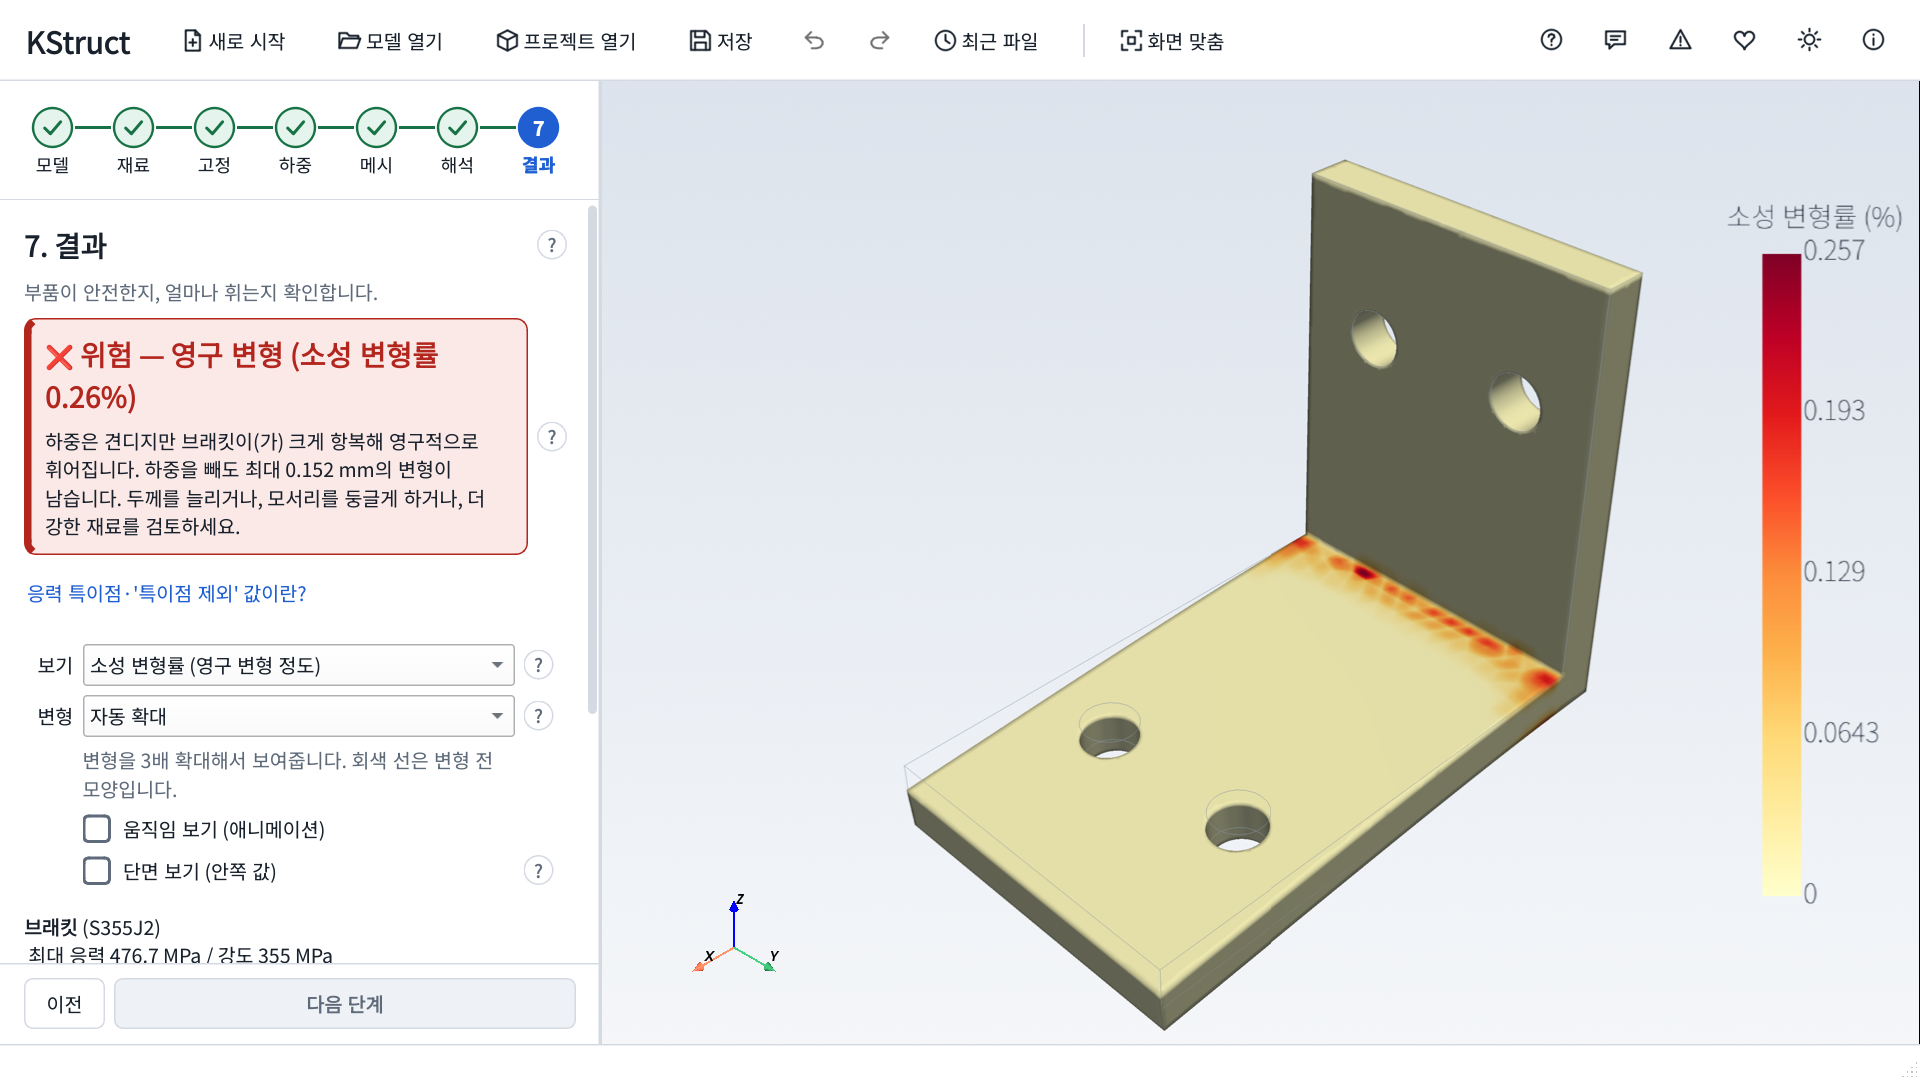 KStruct
새로 시작
모델 열기
프로젝트 열기
저장
최근 파일
화면 맞춤
7
모델
재료
고정
하중
메시
해석
결과
7. 결과
?
부품이 안전한지, 얼마나 휘는지 확인합니다.
❌ 위험 — 영구 변형 (소성 변형률
0.26%)
하중은 견디지만 브래킷이(가) 크게 항복해 영구적으로
휘어집니다. 하중을 빼도 최대 0.152 mm의 변형이
남습니다. 두께를 늘리거나, 모서리를 둥글게 하거나, 더
강한 재료를 검토하세요.
?
응력 특이점·'특이점 제외' 값이란?
보기
소성 변형률 (영구 변형 정도)
?
변형
자동 확대
?
변형을 3배 확대해서 보여줍니다. 회색 선은 변형 전
모양입니다.
움직임 보기 (애니메이션)
단면 보기 (안쪽 값)
?
브래킷 (S355J2)
최대 응력 476.7 MPa / 강도 355 MPa
이전
다음 단계
소성 변형률 (%)
0.257
0.193
0.129
0.0643
0
Z
X
Y